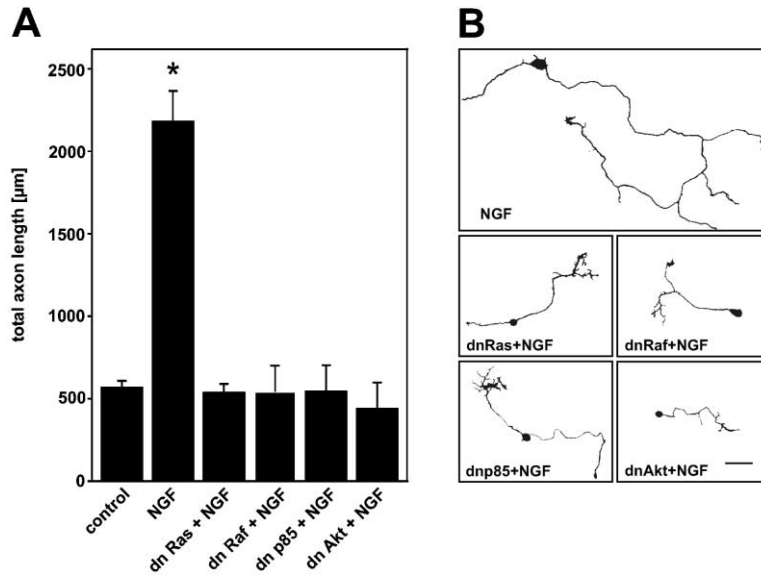 A
total axon length [µm]
2500
2000
1500
1000
500
0
*
control
NGF
dn Ras + NGF
dn Raf + NGF
dn p85 + NGF
dn Akt + NGF
B
NGF
dnRas+NGF
dnRaf+NGF
dnp85+NGF
dnAkt+NGF